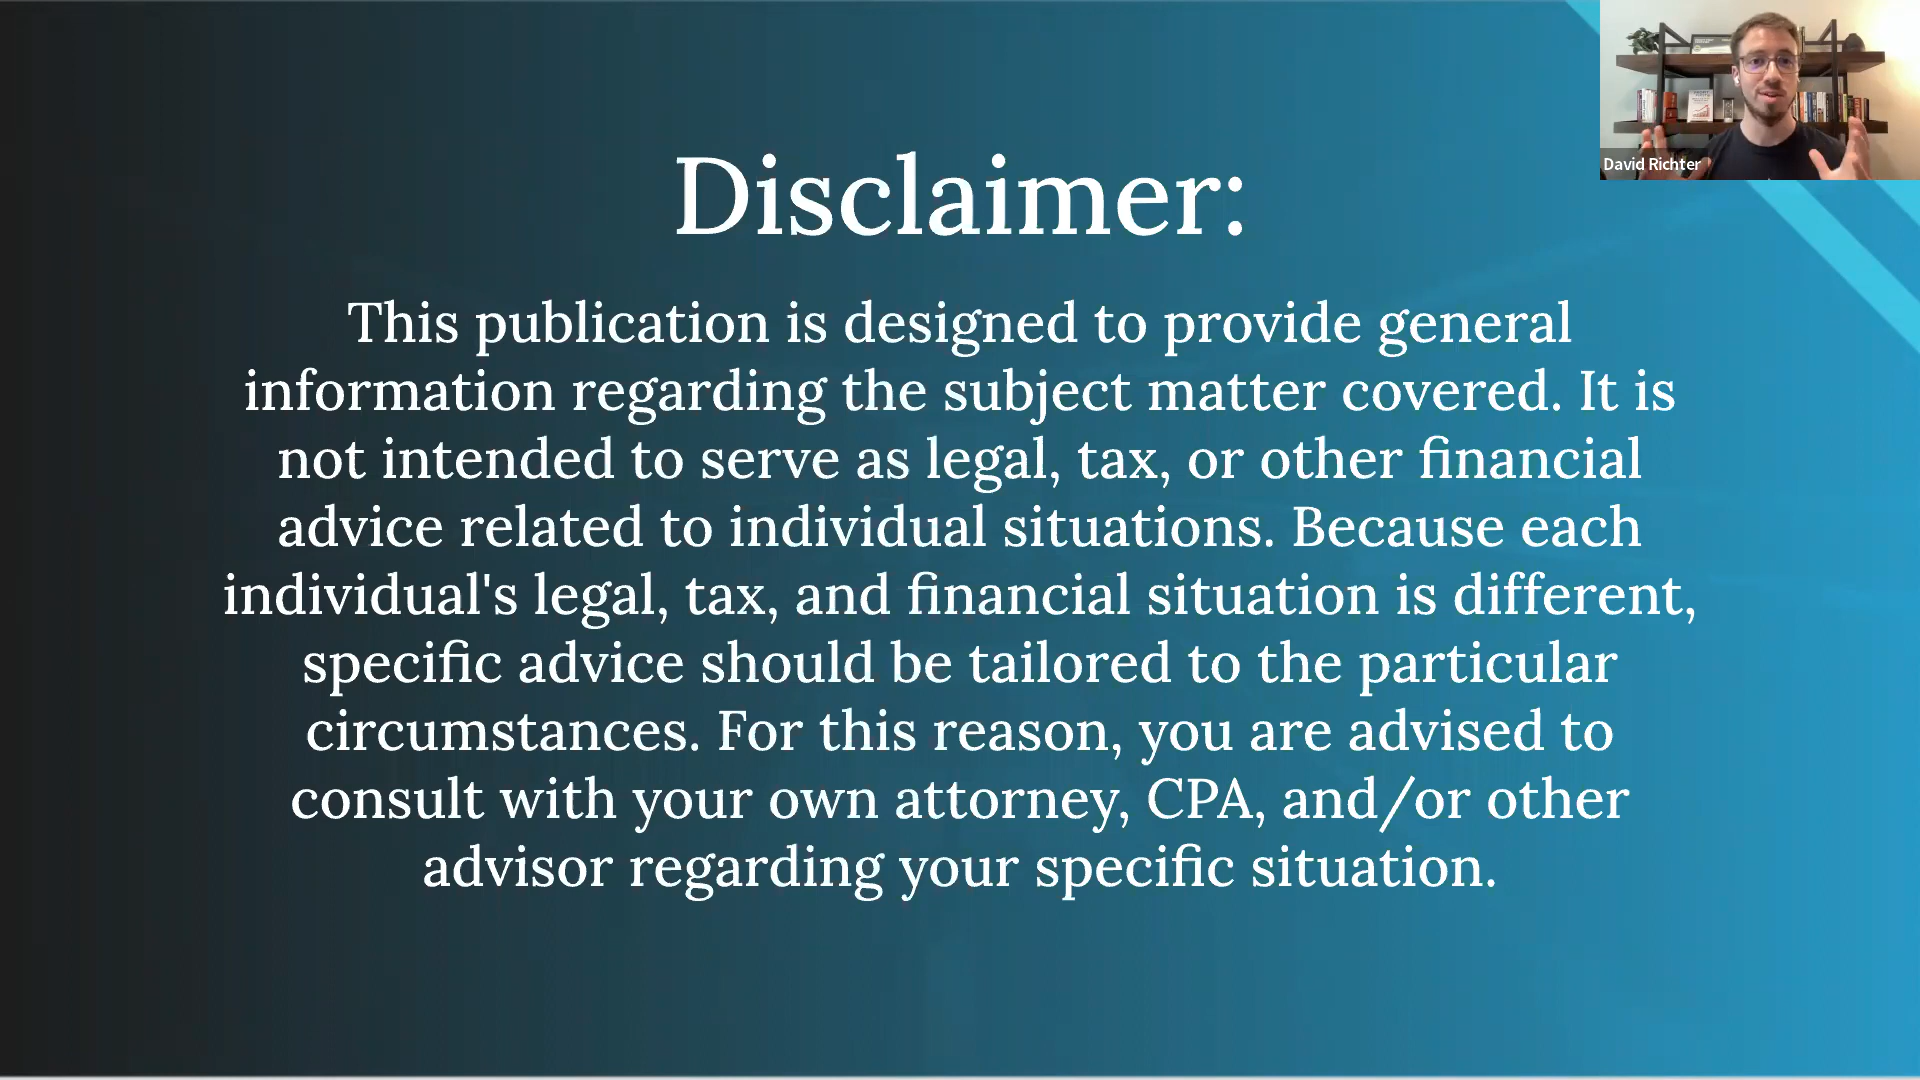 Disclaimer:
This publication is designed to provide general
information regarding the subject matter covered. It is
not intended to serve as legal, tax, or other financial
advice related to individual situations. Because each
individual's legal, tax, and financial situation is different,
specific advice should be tailored to the particular
circumstances. For this reason, you are advised to
consult with your own attorney, CPA, and/or other
advisor regarding your specific situation.
David Richter